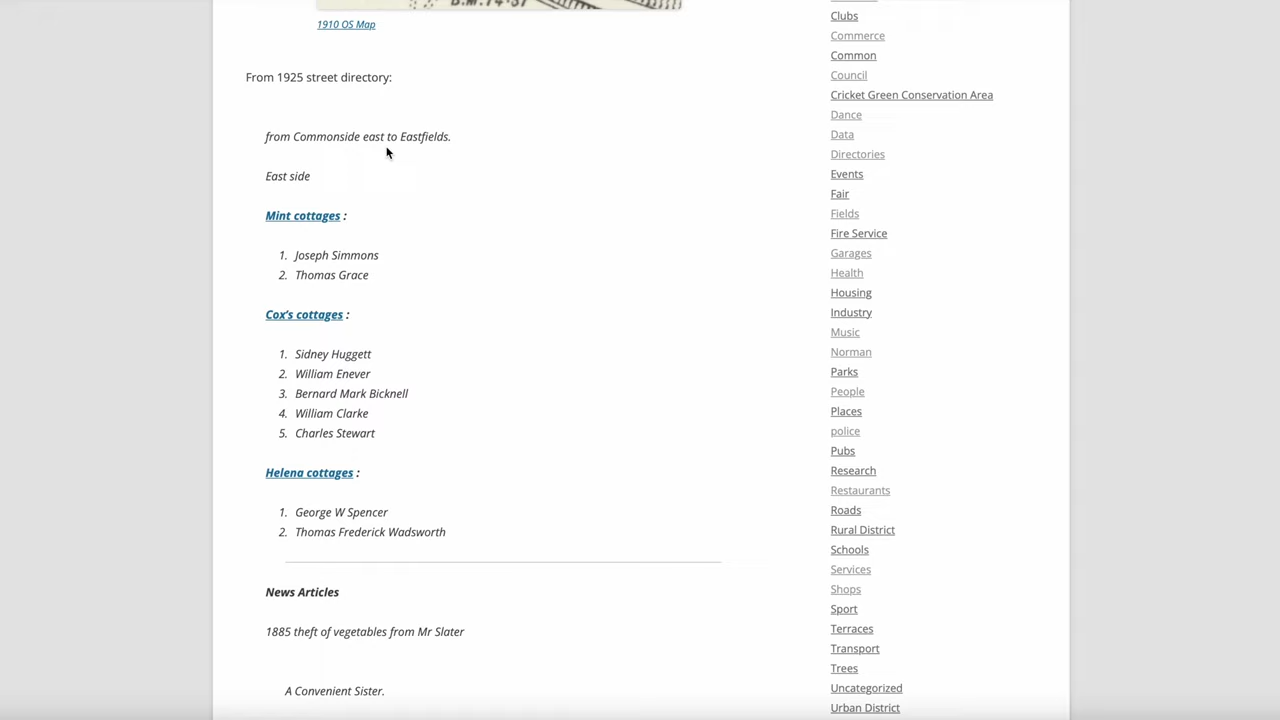 B.M.74·57
1910 OS Map
From 1925 street directory:
from Commonside east to Eastfields.
East side
Mint cottages :
1. Joseph Simmons
2. Thomas Grace
Cox's cottages :
1. Sidney Huggett
2. William Enever
3. Bernard Mark Bicknell
4. William Clarke
5. Charles Stewart
Helena cottages :
1. George W Spencer
2. Thomas Frederick Wadsworth
News Articles
1885 theft of vegetables from Mr Slater
A Convenient Sister.
Clubs
Commerce
Common
Council
Cricket Green Conservation Area
Dance
Data
Directories
Events
Fair
Fields
Fire Service
Garages
Health
Housing
Industry
Music
Norman
Parks
People
Places
police
Pubs
Research
Restaurants
Roads
Rural District
Schools
Services
Shops
Sport
Terraces
Transport
Trees
Uncategorized
Urban District